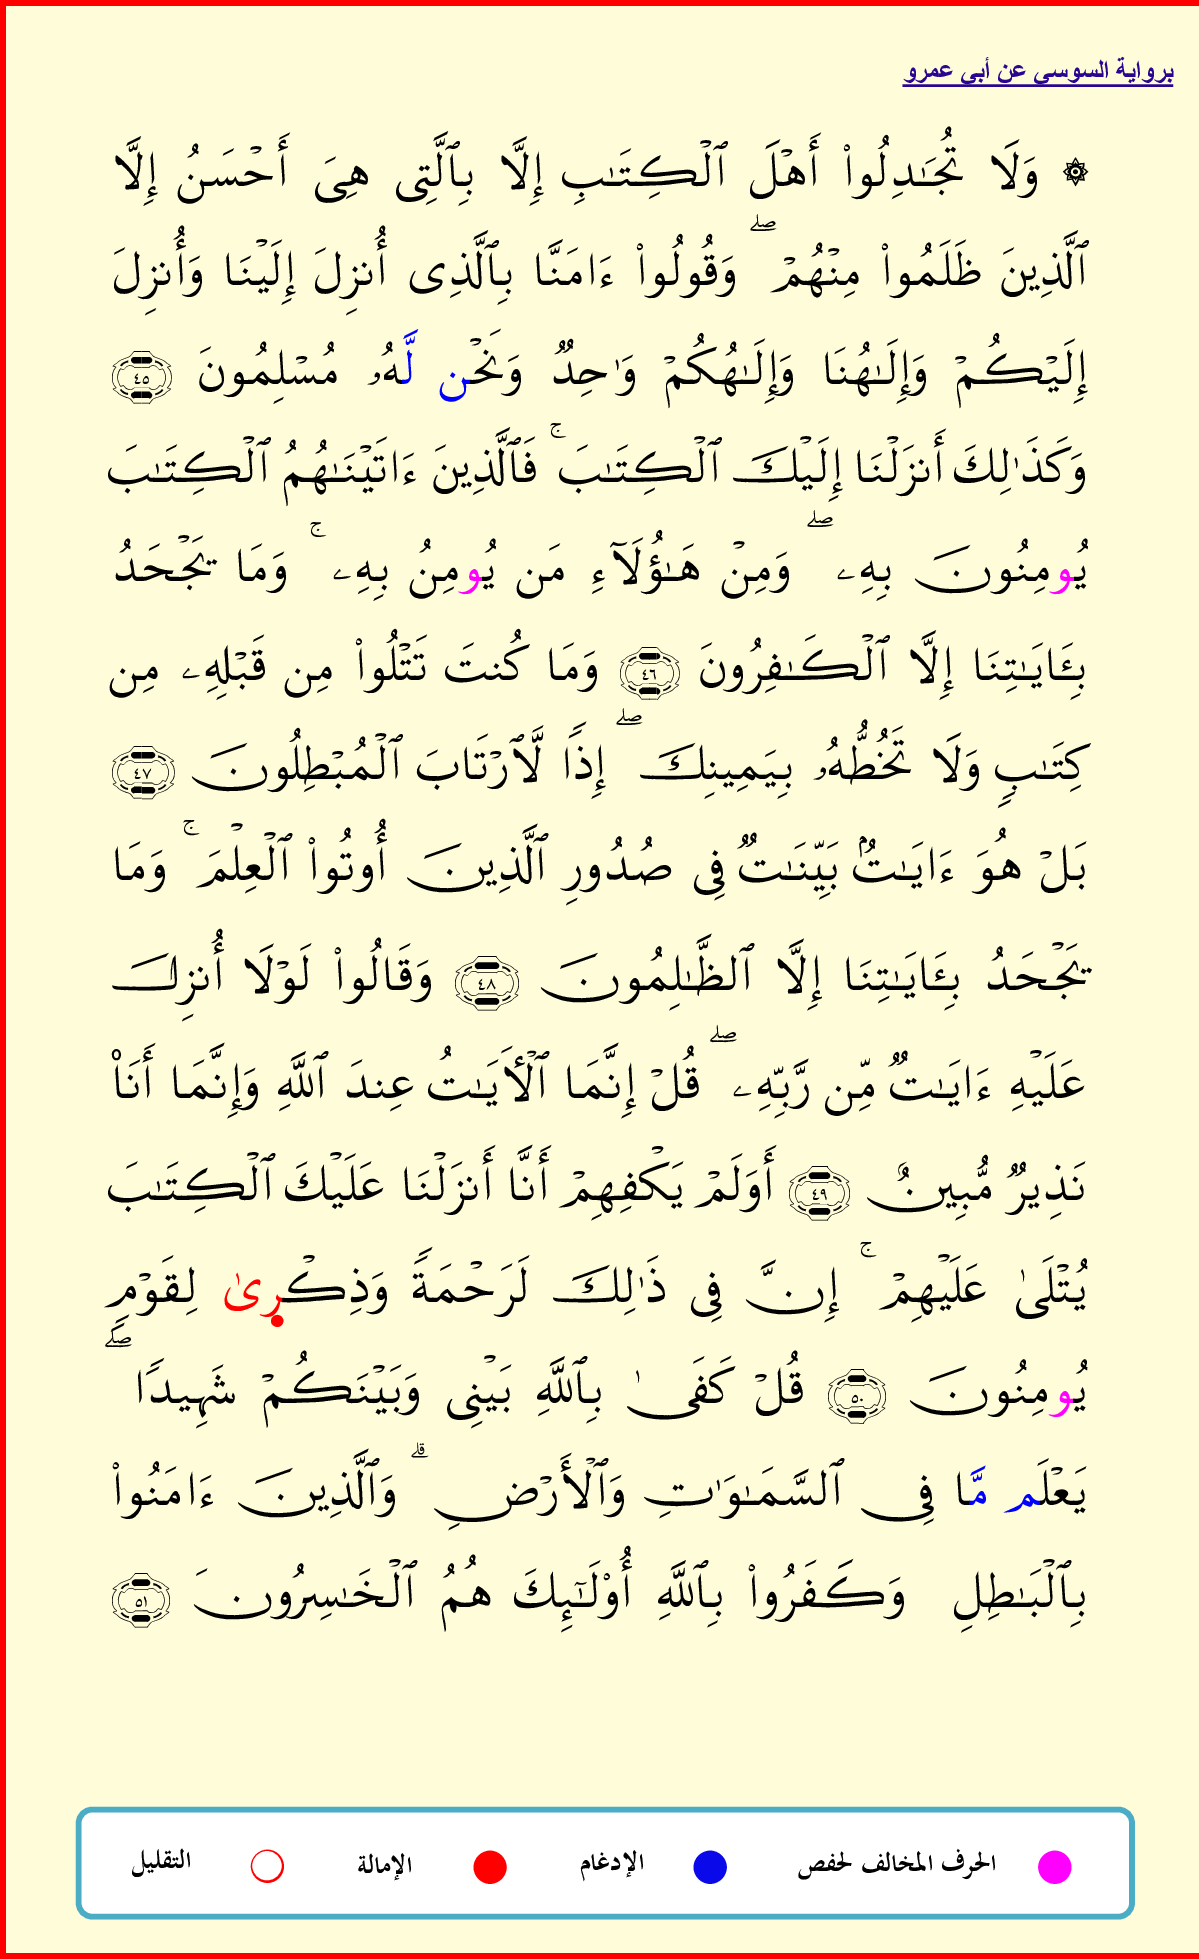 برواية السوسي عن أبي عمرو
۞ وَلَا تُجَٰدِلُوا۟ أَهْلَ ٱلْكِتَٰبِ إِلَّا بِٱلَّتِى هِىَ أَحْسَنُ إِلَّا
ٱلَّذِينَ ظَلَمُوا۟ مِنْهُمْ ۖ وَقُولُوا۟ ءَامَنَّا بِٱلَّذِى أُنزِلَ إِلَيْنَا وَأُنزِلَ
إِلَيْكُمْ وَإِلَٰهُنَا وَإِلَٰهُكُمْ وَٰحِدٌ وَنَحْن لَّهُۥ مُسْلِمُونَ ٤٥
وَكَذَٰلِكَ أَنزَلْنَا إِلَيْكَ ٱلْكِتَٰبَ ۚ فَٱلَّذِينَ ءَاتَيْنَٰهُمُ ٱلْكِتَٰبَ
يُومِنُونَ بِهِۦ ۖ وَمِنْ هَٰؤُلَآءِ مَن يُومِنُ بِهِۦ ۚ وَمَا يَجْحَدُ
بِـَٔايَٰتِنَا إِلَّا ٱلْكَٰفِرُونَ ٤٦ وَمَا كُنتَ تَتْلُوا۟ مِن قَبْلِهِۦ مِن
كِتَٰبٍ وَلَا تَخُطُّهُۥ بِيَمِينِكَ ۖ إِذًا لَّٱرْتَابَ ٱلْمُبْطِلُونَ ٤٧
بَلْ هُوَ ءَايَٰتٌۢ بَيِّنَٰتٌ فِى صُدُورِ ٱلَّذِينَ أُوتُوا۟ ٱلْعِلْمَ ۚ وَمَا
يَجْحَدُ بِـَٔايَٰتِنَا إِلَّا ٱلظَّٰلِمُونَ ٤٨ وَقَالُوا۟ لَوْلَا أُنزِلَ
عَلَيْهِ ءَايَٰتٌ مِّن رَّبِّهِۦ ۖ قُلْ إِنَّمَا ٱلْأَيَٰتُ عِندَ ٱللَّهِ وَإِنَّمَا أَنَا۠
نَذِيرٌ مُّبِينٌ ٤٩ أَوَلَمْ يَكْفِهِمْ أَنَّا أَنزَلْنَا عَلَيْكَ ٱلْكِتَٰبَ
يُتْلَىٰ عَلَيْهِمْ ۚ إِنَّ فِى ذَٰلِكَ لَرَحْمَةً وَذِكْرِىٰ لِقَوْمٍ
يُومِنُونَ ٥٠ قُلْ كَفَىٰ بِٱللَّهِ بَيْنِى وَبَيْنَكُمْ شَهِيدًا ۖ
يَعْلَم مَّا فِى ٱلسَّمَٰوَٰتِ وَٱلْأَرْضِ ۗ وَٱلَّذِينَ ءَامَنُوا۟
بِٱلْبَٰطِلِ وَكَفَرُوا۟ بِٱللَّهِ أُو۟لَٰٓئِكَ هُمُ ٱلْخَٰسِرُونَ ٥١
الحرف المخالف لحفص الإدغام الإمالة التقليل